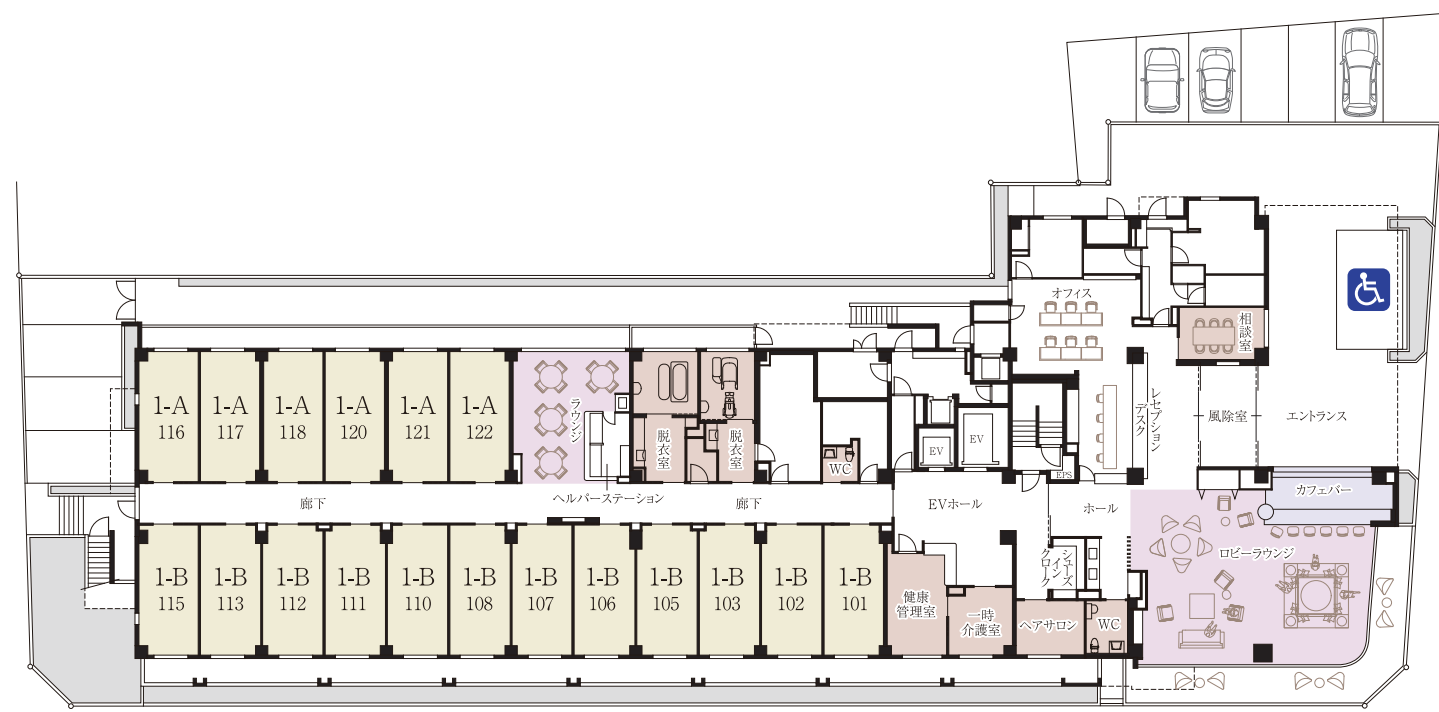 オフィス
相談室
レセプション
デスク
風除室
エントランス
1-A
116
1-A
117
1-A
118
1-A
120
1-A
121
1-A
122
ラウンジ
脱衣室
脱衣室
WC
EV
EV
EPS
カフェバー
廊下
ヘルパーステーション
廊下
EVホール
ホール
ロビーラウンジ
1-B
115
1-B
113
1-B
112
1-B
111
1-B
110
1-B
108
1-B
107
1-B
106
1-B
105
1-B
103
1-B
102
1-B
101
健康
管理室
一時
介護室
シューズ
イン
クローク
ヘアサロン
WC